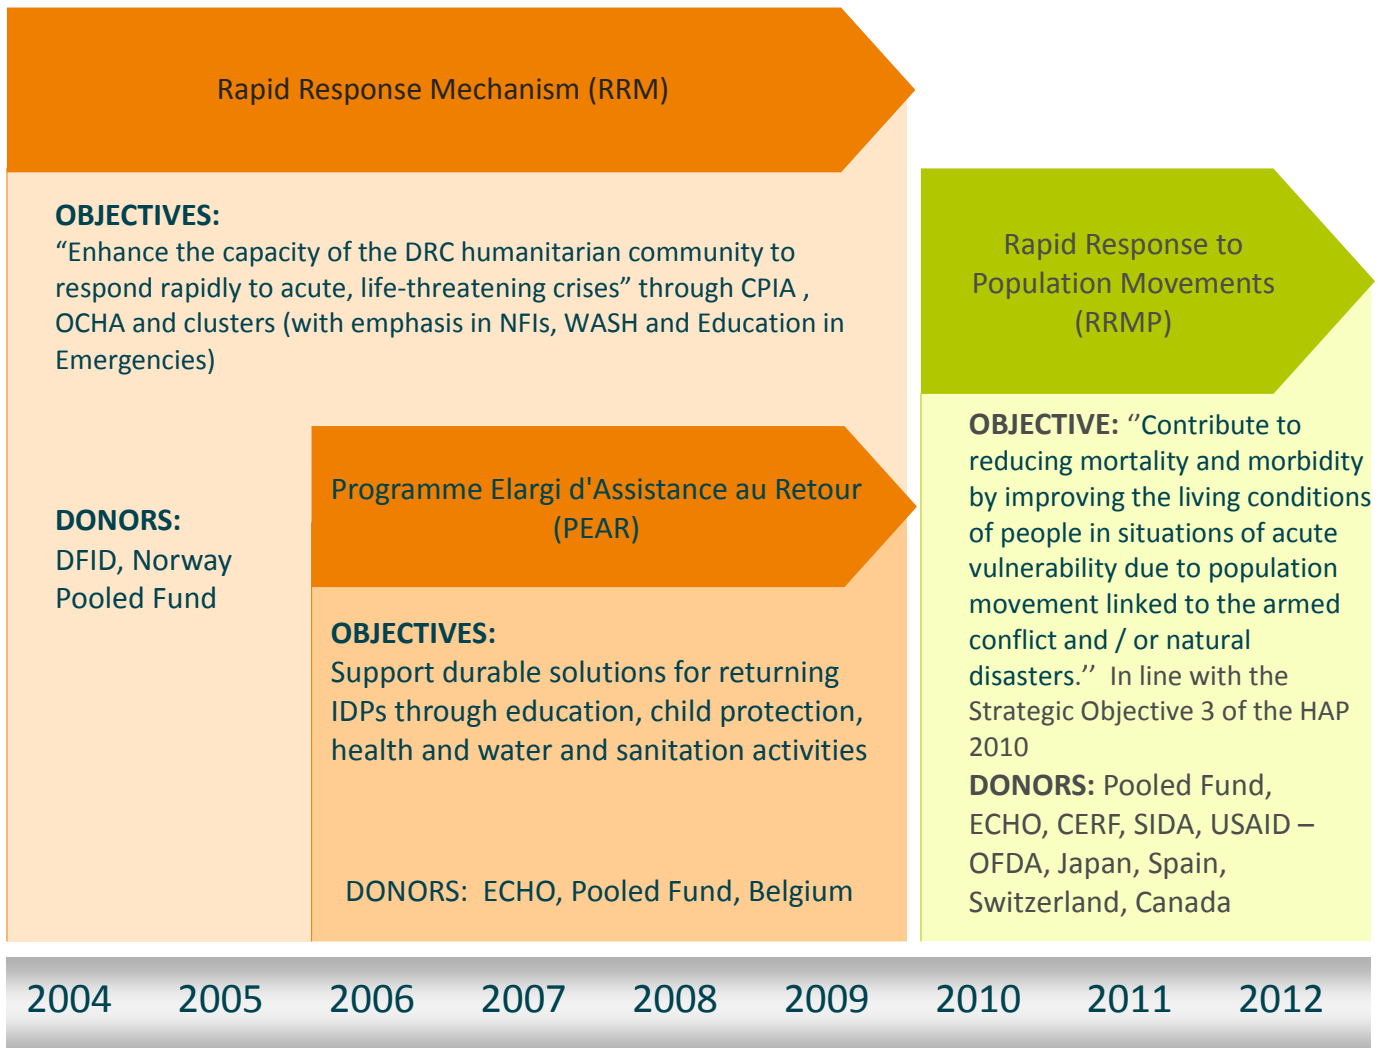 Rapid Response Mechanism (RRM)
OBJECTIVES:
“Enhance the capacity of the DRC humanitarian community to
respond rapidly to acute, life-threatening crises” through CPIA ,
OCHA and clusters (with emphasis in NFIs, WASH and Education in
Emergencies)
DONORS:
DFID, Norway
Pooled Fund
Programme Elargi d'Assistance au Retour
(PEAR)
OBJECTIVES:
Support durable solutions for returning
IDPs through education, child protection,
health and water and sanitation activities
DONORS:  ECHO, Pooled Fund, Belgium
Rapid Response to
Population Movements
(RRMP)
OBJECTIVE: ‘’Contribute to
reducing mortality and morbidity
by improving the living conditions
of people in situations of acute
vulnerability due to population
movement linked to the armed
conflict and / or natural
disasters.’’  In line with the
Strategic Objective 3 of the HAP
2010
DONORS: Pooled Fund,
ECHO, CERF, SIDA, USAID –
OFDA, Japan, Spain,
Switzerland, Canada
2004 2005 2006 2007 2008 2009 2010 2011 2012